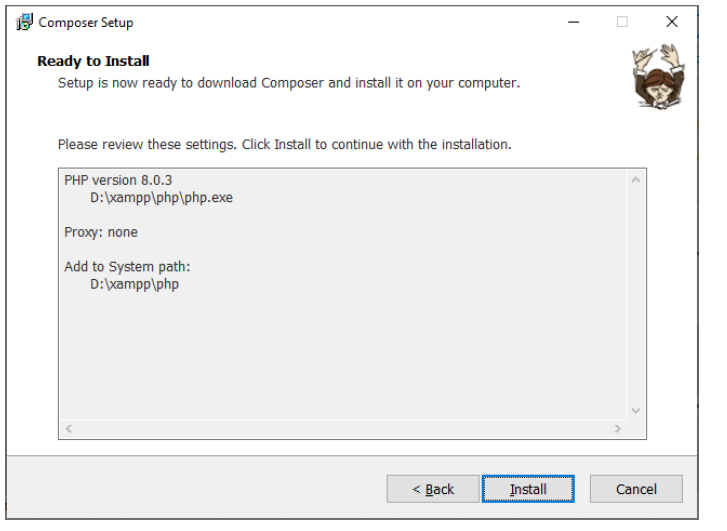 Composer Setup
Ready to Install
Setup is now ready to download Composer and install it on your computer.
Please review these settings. Click Install to continue with the installation.
PHP version 8.0.3
D:\xampp\php\php.exe
Proxy: none
Add to System path:
D:\xampp\php
< Back
Install
Cancel